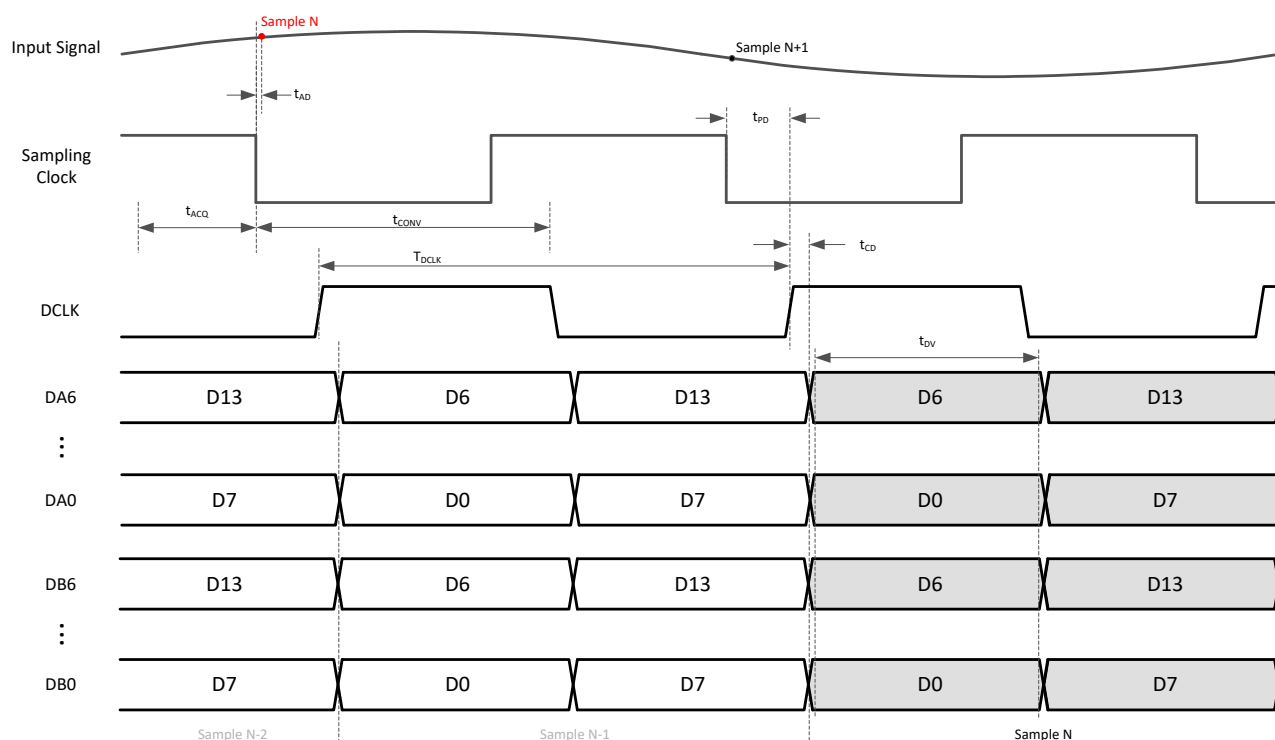 Sample N
Input Signal
Sample N+1
tAD
tPD
Sampling
Clock
tACQ
tCONV
tCD
TDCLK
DCLK
tDV
DA6 D13 D6 D13 D6 D13
⋮
DA0 D7 D0 D7 D0 D7
DB6 D13 D6 D13 D6 D13
⋮
DB0 D7 D0 D7 D0 D7
Sample N-2 Sample N-1 Sample N